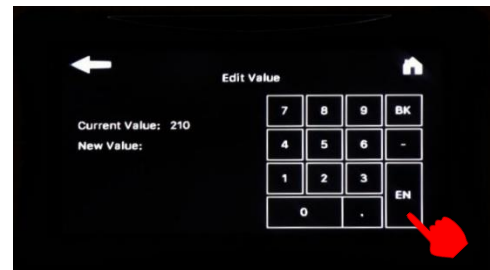 Edit Value
Current Value: 210
New Value:
7 8 9 BK
4 5 6 -
1 2 3
EN
0 .